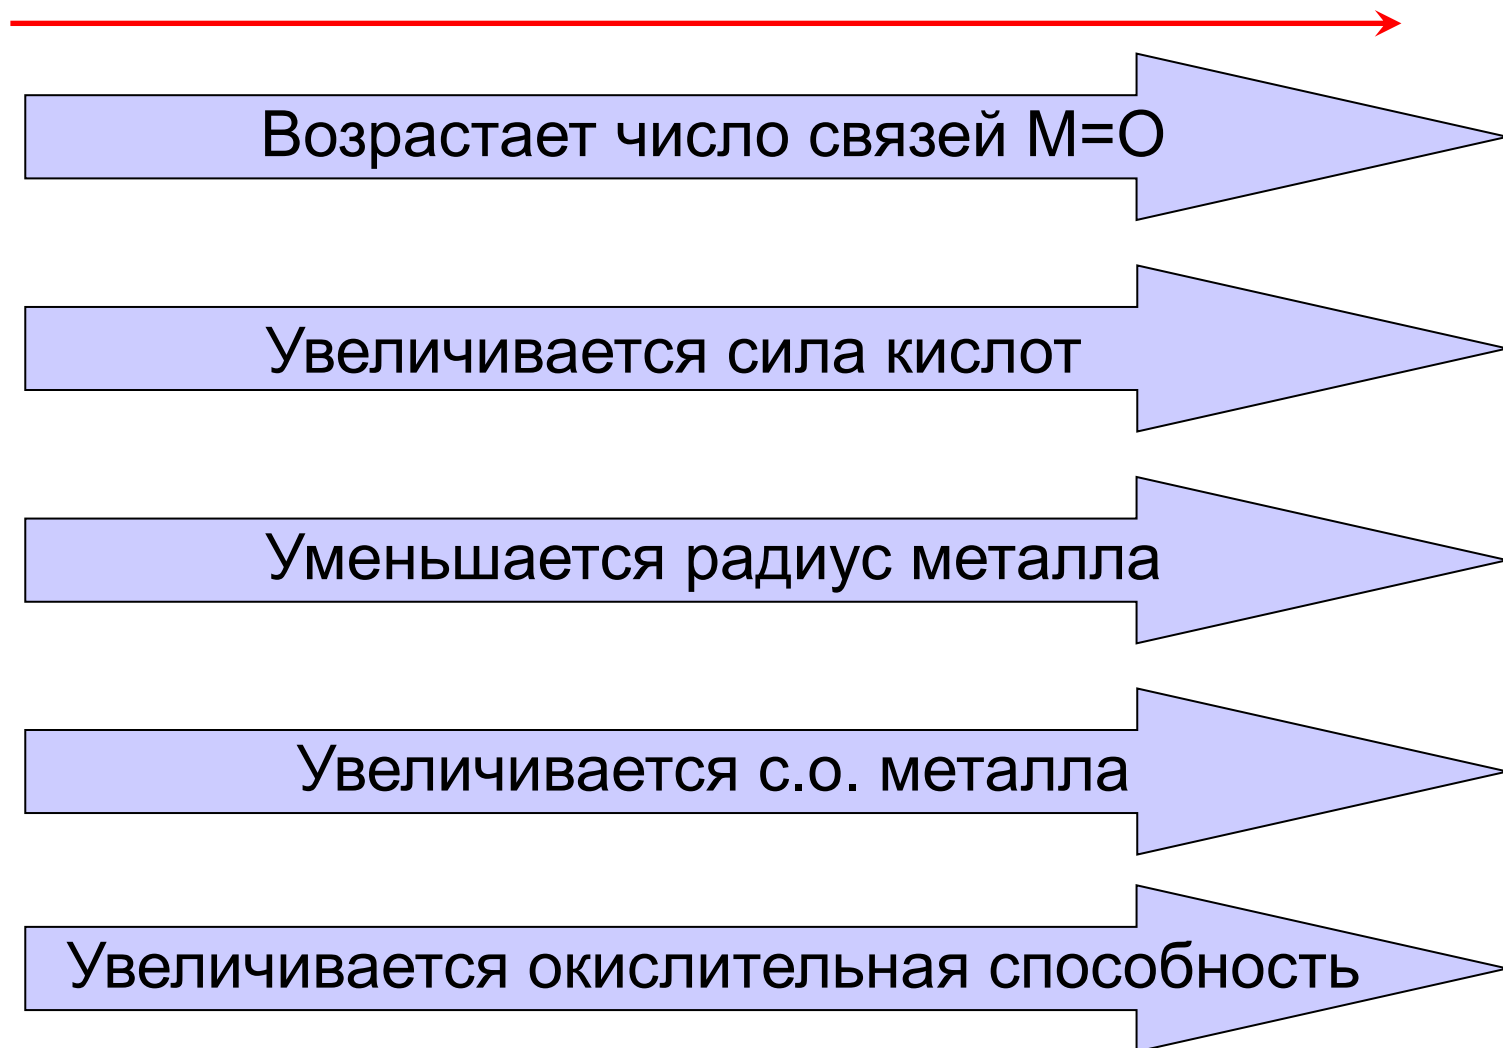 Возрастает число связей М=О
Увеличивается сила кислот
Уменьшается радиус металла
Увеличивается с.о. металла
Увеличивается окислительная способность